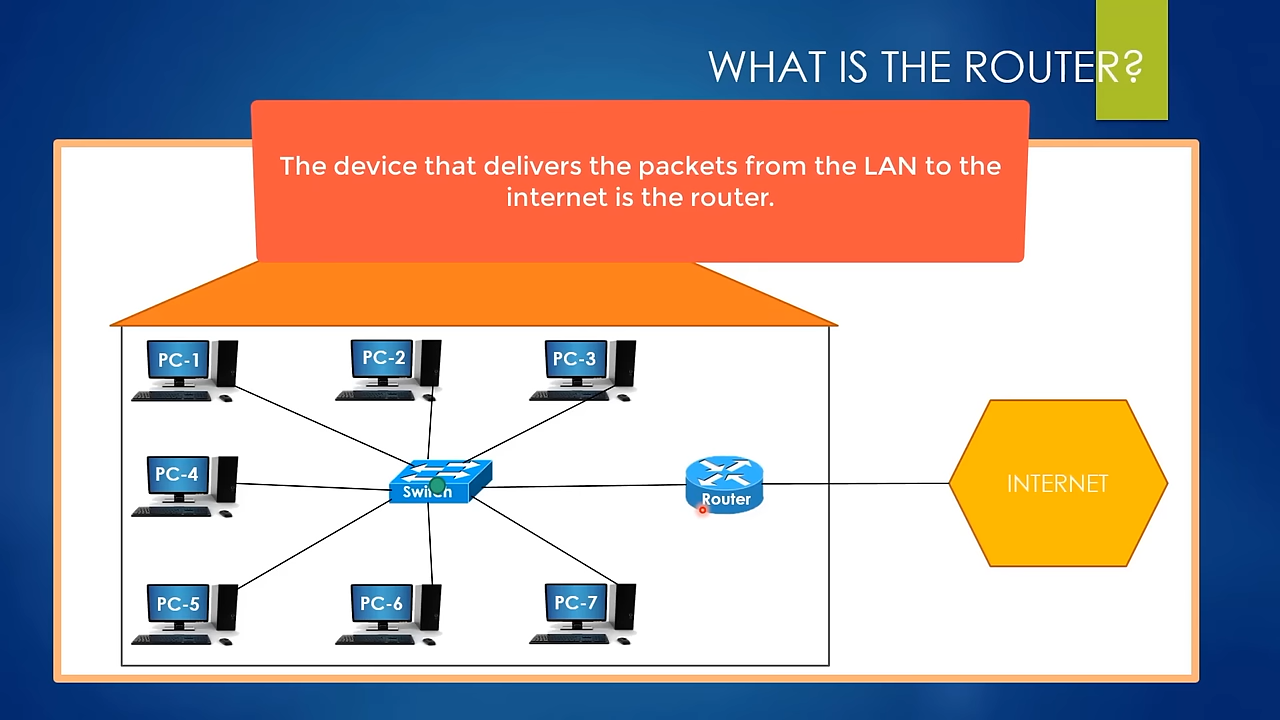 WHAT IS THE ROUTER?
The device that delivers the packets from the LAN to the
internet is the router.
PC-1
PC-2
PC-3
PC-4
Switch
Router
INTERNET
PC-5
PC-6
PC-7